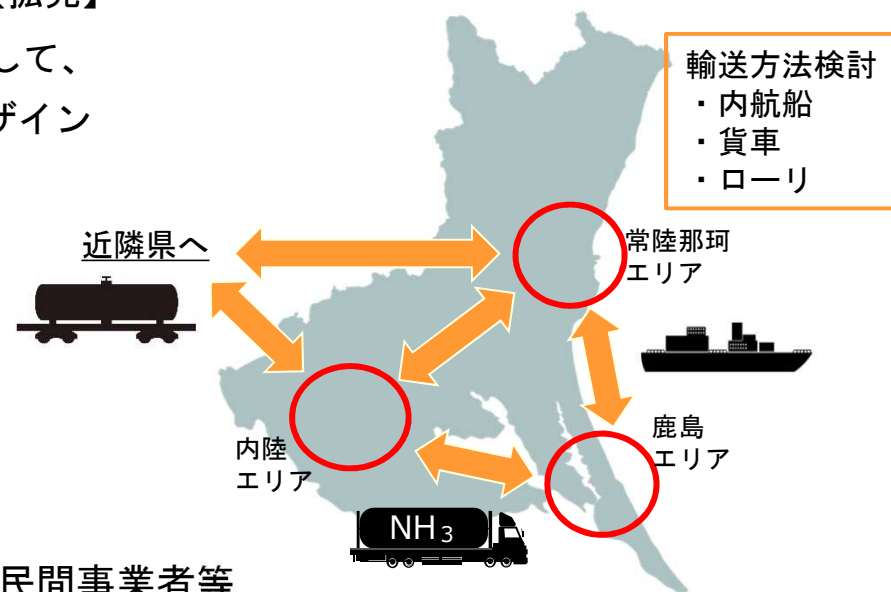 【拡充】
して、
ザイン
輸送方法検討
・内航船
・貨車
・ローリ
近隣県へ
常陸那珂
エリア
内陸
エリア
鹿島
エリア
NH₃
民間事業者等